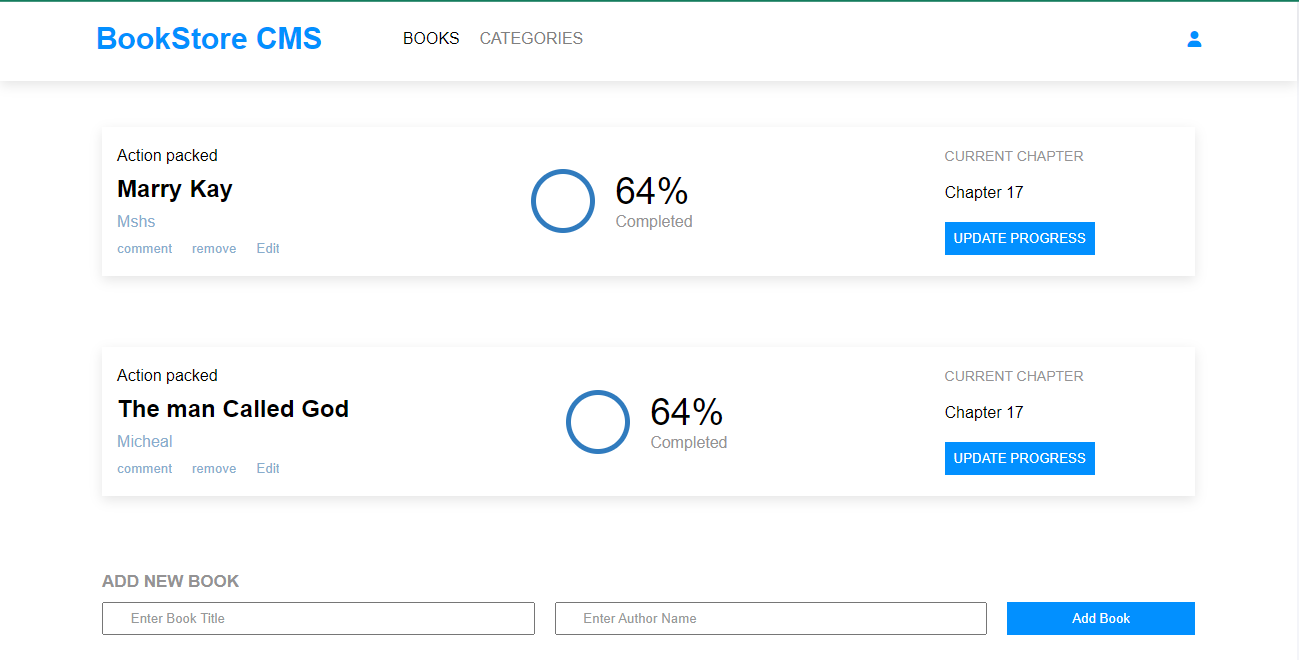 BookStore CMS BOOKS CATEGORIES
Action packed
Marry Kay
Mshs
comment remove Edit
64%
Completed
CURRENT CHAPTER
Chapter 17
UPDATE PROGRESS
Action packed
The man Called God
Micheal
comment remove Edit
64%
Completed
CURRENT CHAPTER
Chapter 17
UPDATE PROGRESS
ADD NEW BOOK
Enter Book Title Enter Author Name Add Book